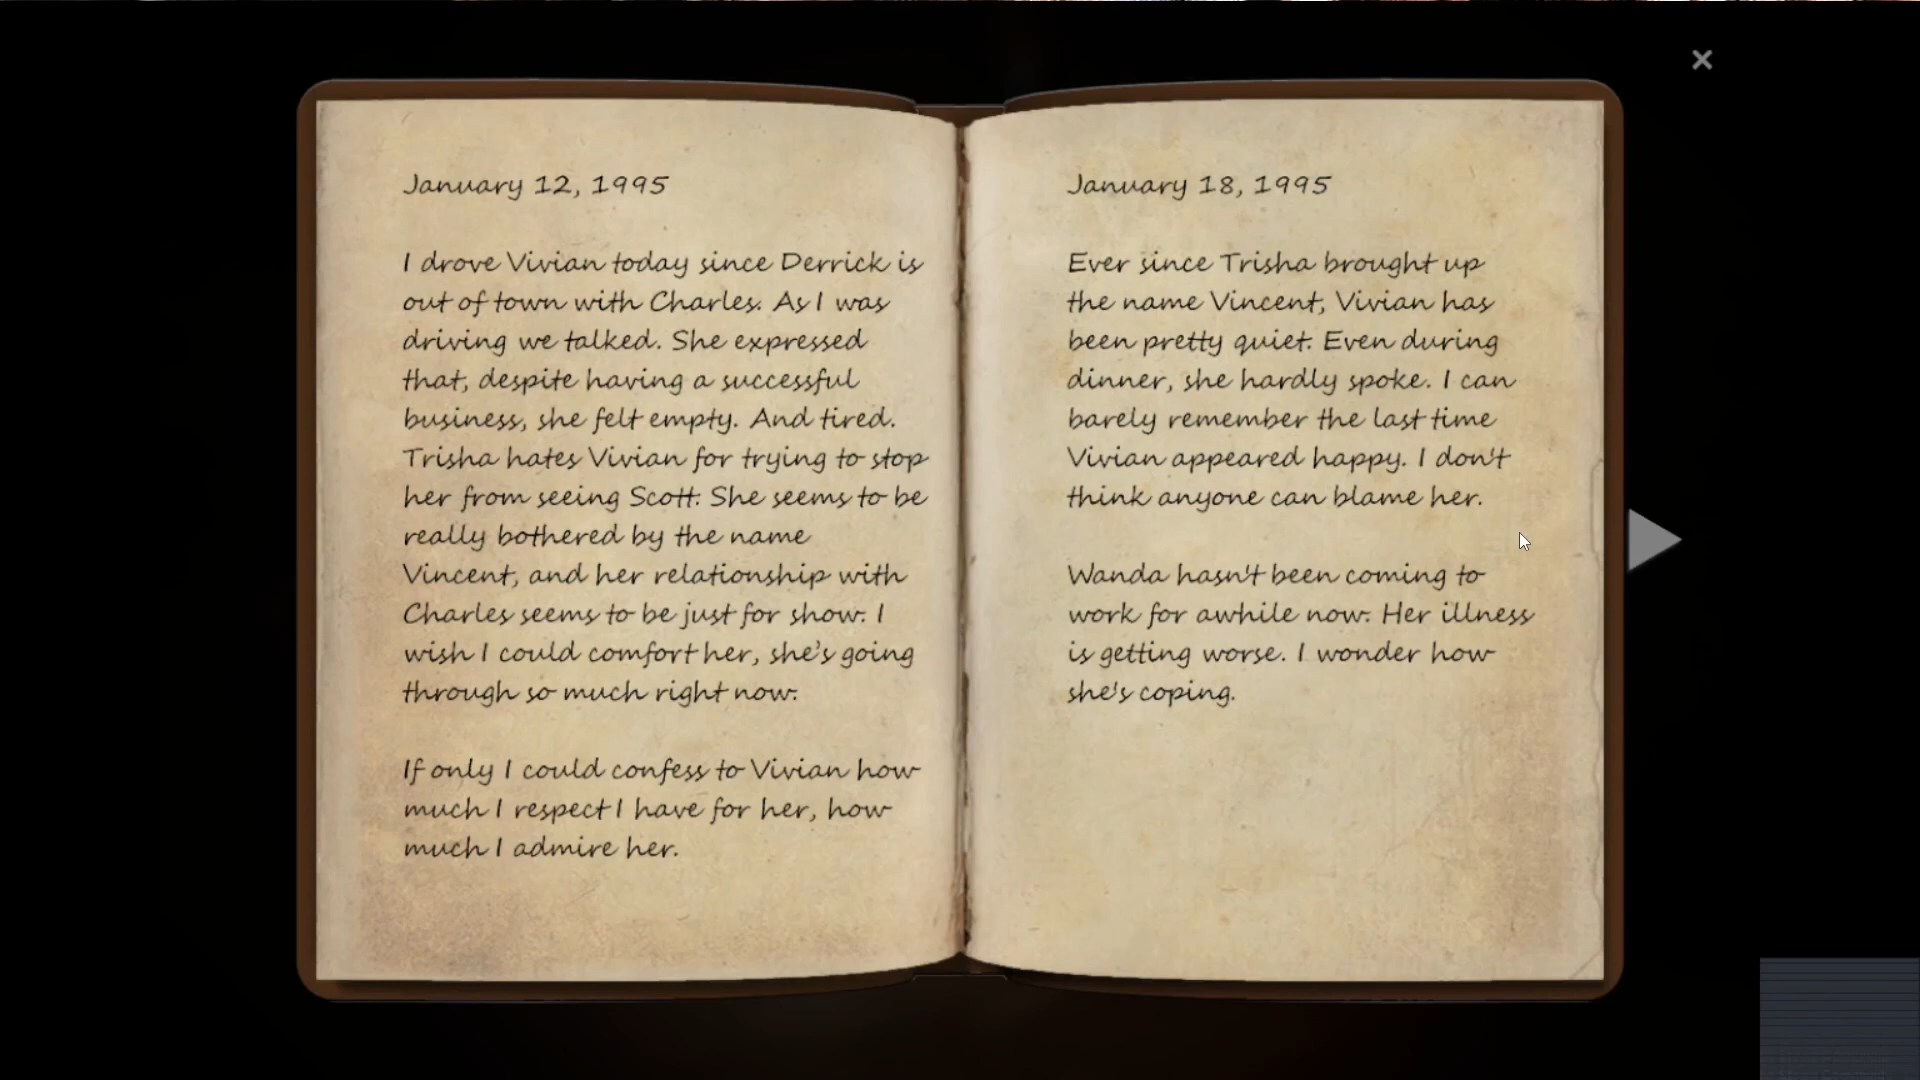 January 12, 1995
I drove Vivian today since Derrick is
out of town with Charles. As I was
driving we talked. She expressed
that, despite having a successful
business, she felt empty. And tired.
Trisha hates Vivian for trying to stop
her from seeing Scott. She seems to be
really bothered by the name
Vincent, and her relationship with
Charles seems to be just for show. I
wish I could comfort her, she's going
through so much right now.
If only I could confess to Vivian how
much I respect I have for her, how
much I admire her.
January 18, 1995
Ever since Trisha brought up
the name Vincent, Vivian has
been pretty quiet. Even during
dinner, she hardly spoke. I can
barely remember the last time
Vivian appeared happy. I don't
think anyone can blame her.
Wanda hasn't been coming to
work for awhile now. Her illness
is getting worse. I wonder how
she's coping.